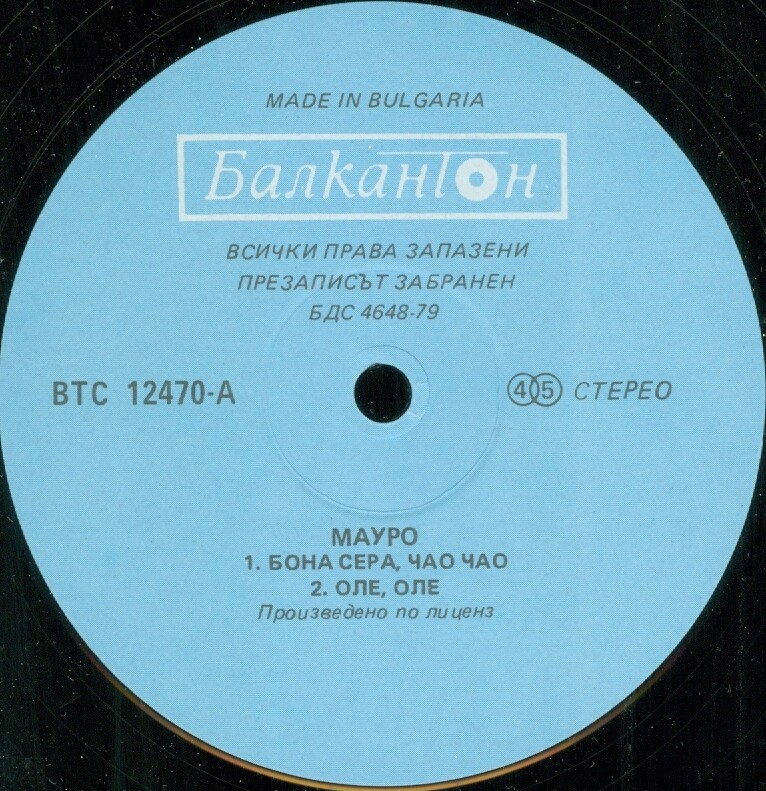 MADE IN BULGARIA
Балкантон
ВСИЧКИ ПРАВА ЗАПАЗЕНИ
ПРЕЗАПИСЪТ ЗАБРАНЕН
БДС 4648-79
ВТС 12470-А
45 СТЕРЕО
МАУРО
1. БОНА СЕРА, ЧАО ЧАО
2. ОЛЕ, ОЛЕ
Произведено по лиценз